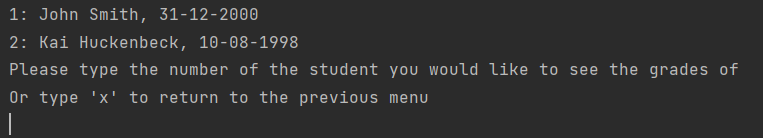 1: John Smith, 31-12-2000
2: Kai Huckenbeck, 10-08-1998
Please type the number of the student you would like to see the grades of
Or type 'x' to return to the previous menu